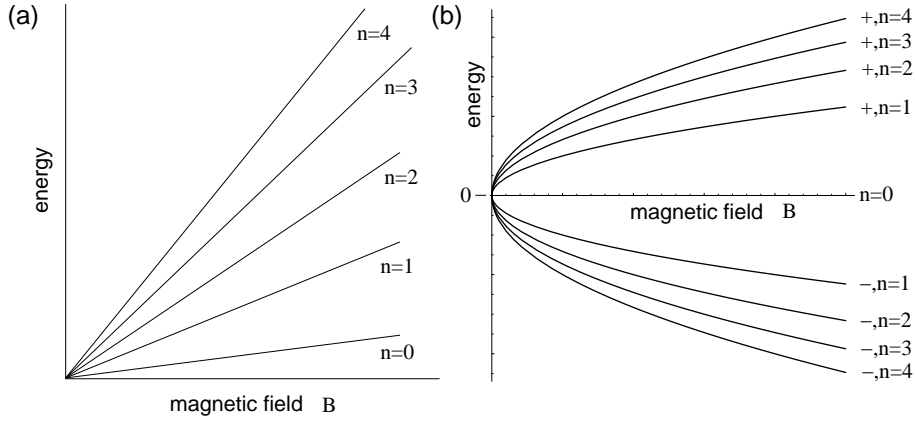 (a)
n=4
n=3
n=2
n=1
n=0
energy
magnetic field B
(b)
+,n=4
+,n=3
+,n=2
+,n=1
energy
0
n=0
magnetic field B
−,n=1
−,n=2
−,n=3
−,n=4